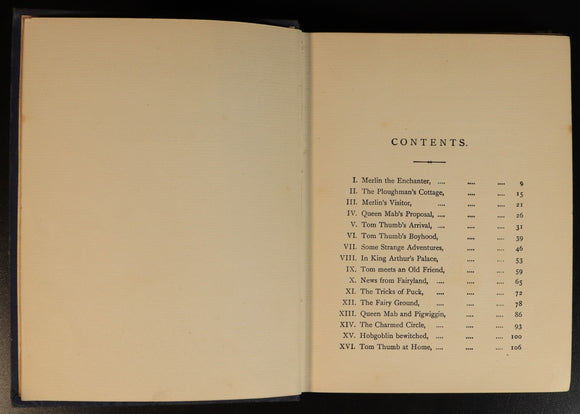 CONTENTS.
I. Merlin the Enchanter, .... .... .... 9
II. The Ploughman's Cottage, .... .... 15
III. Merlin's Visitor, .... .... .... 21
IV. Queen Mab's Proposal, .... .... .... 26
V. Tom Thumb's Arrival, .... .... .... 31
VI. Tom Thumb's Boyhood, .... .... 39
VII. Some Strange Adventures, .... .... 46
VIII. In King Arthur's Palace, .... .... 53
IX. Tom meets an Old Friend, .... .... 59
X. News from Fairyland, .... .... .... 65
XI. The Tricks of Puck, .... .... .... 72
XII. The Fairy Ground, .... .... .... 78
XIII. Queen Mab and Pigwiggin, .... .... 86
XIV. The Charmed Circle, .... .... .... 93
XV. Hobgoblin bewitched, .... .... .... 100
XVI. Tom Thumb at Home, .... .... .... 106